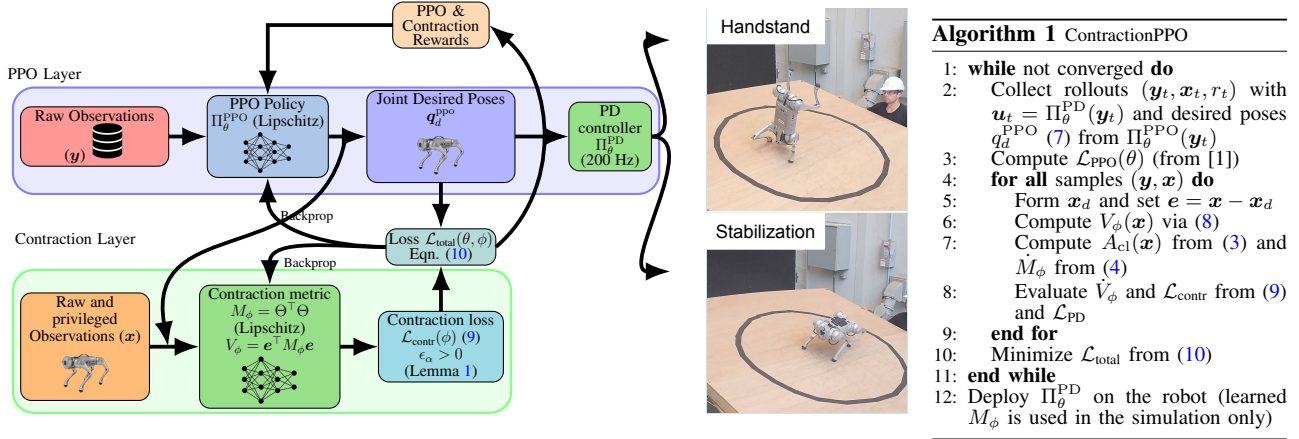 PPO &
Contraction
Rewards
PPO Layer
Raw Observations
(y)
PPO Policy
Π_θ^PPO (Lipschitz)
Joint Desired Poses
q_d^ppo
PD
controller
Π_θ^PD
(200 Hz)
Backprop
Contraction Layer
Loss ℒ_total(θ, ϕ)
Eqn. (10)
Backprop
Raw and
privileged
Observations (x)
Contraction metric
M_ϕ = Θ^⊤Θ
(Lipschitz)
V_ϕ = e^⊤M_ϕe
Contraction loss
ℒ_contr(ϕ) (9)
ϵ_α > 0
(Lemma 1)
Handstand
Stabilization
Algorithm 1 ContractionPPO
1: while not converged do
2: Collect rollouts (y_t, x_t, r_t) with
u_t = Π_θ^PD(y_t) and desired poses
q_d^PPO (7) from Π_θ^PPO(y_t)
3: Compute ℒ_PPO(θ) (from [1])
4: for all samples (y, x) do
5: Form x_d and set e = x − x_d
6: Compute V_ϕ(x) via (8)
7: Compute A_cl(x) from (3) and
Ṁ_ϕ from (4)
8: Evaluate V̇_ϕ and ℒ_contr from (9)
and ℒ_PD
9: end for
10: Minimize ℒ_total from (10)
11: end while
12: Deploy Π_θ^PD on the robot (learned
M_ϕ is used in the simulation only)